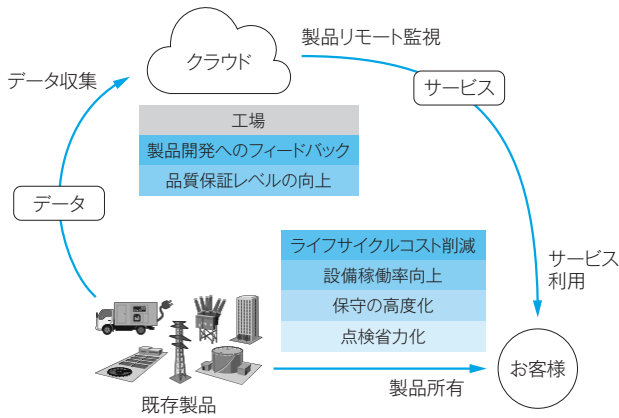 クラウド
製品リモート監視
データ収集
サービス
工場
製品開発へのフィードバック
品質保証レベルの向上
データ
ライフサイクルコスト削減
設備稼働率向上
保守の高度化
点検省力化
サービス
利用
お客様
製品所有
既存製品